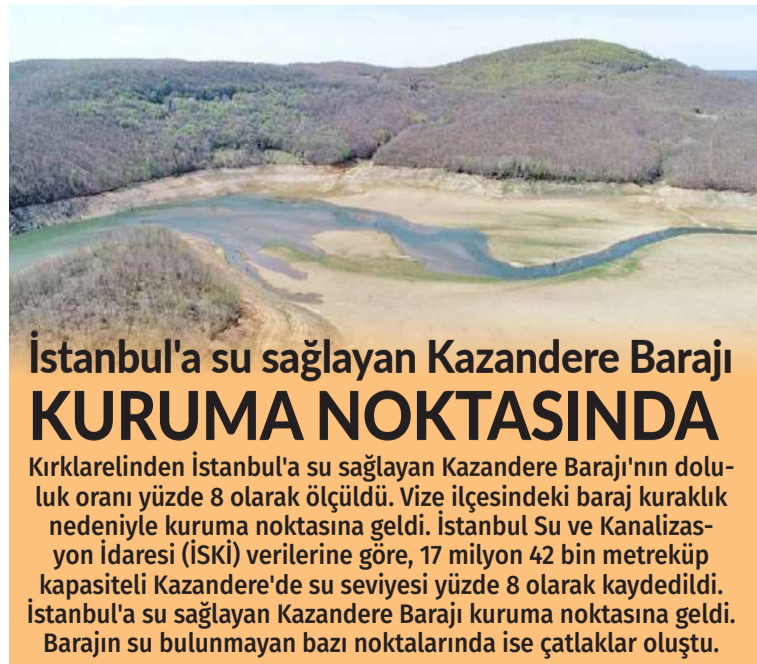 İstanbul'a su sağlayan Kazandere Barajı
KURUMA NOKTASINDA
Kırklarelinden İstanbul'a su sağlayan Kazandere Barajı'nın dolu-
luk oranı yüzde 8 olarak ölçüldü. Vize ilçesindeki baraj kuraklık
nedeniyle kuruma noktasına geldi. İstanbul Su ve Kanalizas-
yon İdaresi (İSKİ) verilerine göre, 17 milyon 42 bin metreküp
kapasiteli Kazandere'de su seviyesi yüzde 8 olarak kaydedildi.
İstanbul'a su sağlayan Kazandere Barajı kuruma noktasına geldi.
Barajın su bulunmayan bazı noktalarında ise çatlaklar oluştu.